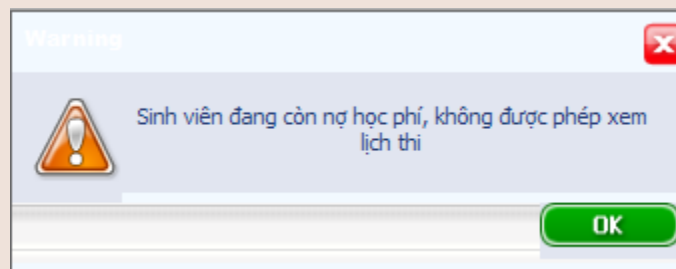 Warning
Sinh viên đang còn nợ học phí, không được phép xem
lịch thi
OK